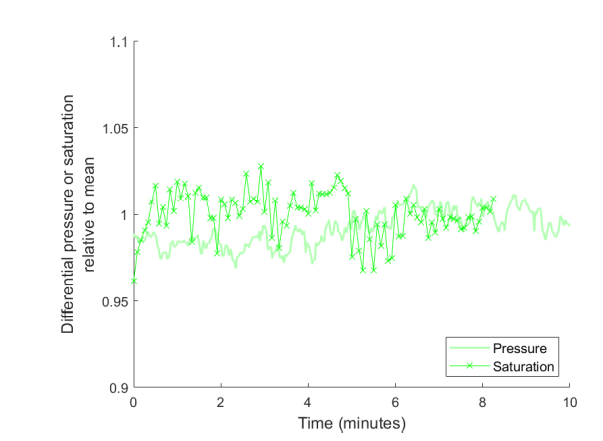 1.1
1.05
1
0.95
0.9
Differential pressure or saturation
relative to mean
0
2
4
6
8
10
Time (minutes)
Pressure
Saturation